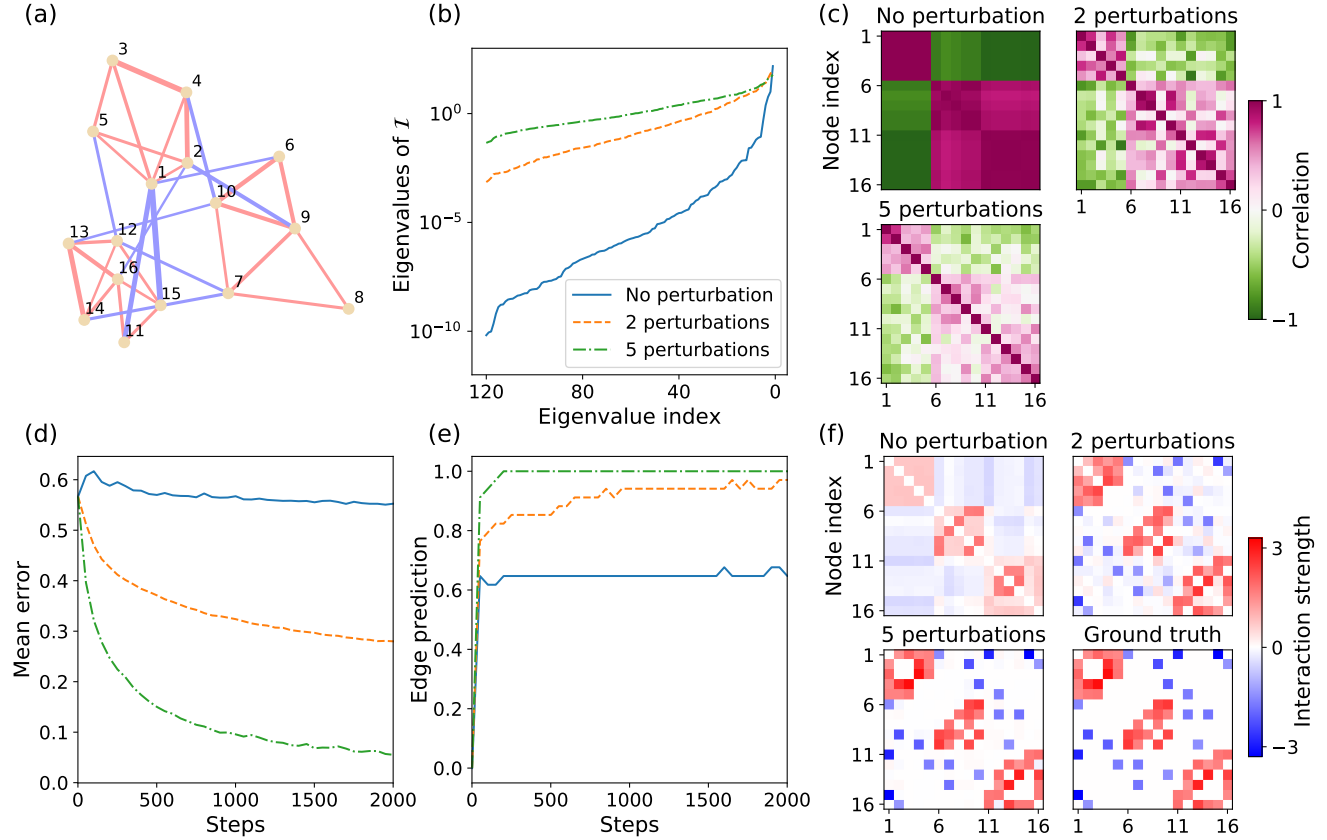 (a)
3
4
5
2
6
1
10
9
13
12
16
7
15
8
14
11
(b)
Eigenvalues of ℐ
10⁰
10⁻⁵
10⁻¹⁰
No perturbation
2 perturbations
5 perturbations
120 80 40 0
Eigenvalue index
(c)
No perturbation
2 perturbations
Node index
1
6
11
16
1 6 11 16
5 perturbations
1
6
11
16
1 6 11 16
1
0
−1
Correlation
(d)
Mean error
0.6
0.5
0.4
0.3
0.2
0.1
0.0
0 500 1000 1500 2000
Steps
(e)
Edge prediction
1.0
0.8
0.6
0.4
0.2
0.0
0 500 1000 1500 2000
Steps
(f)
No perturbation
2 perturbations
Node index
1
6
11
16
5 perturbations
Ground truth
1
6
11
16
1 6 11 16
1 6 11 16
3
0
−3
Interaction strength